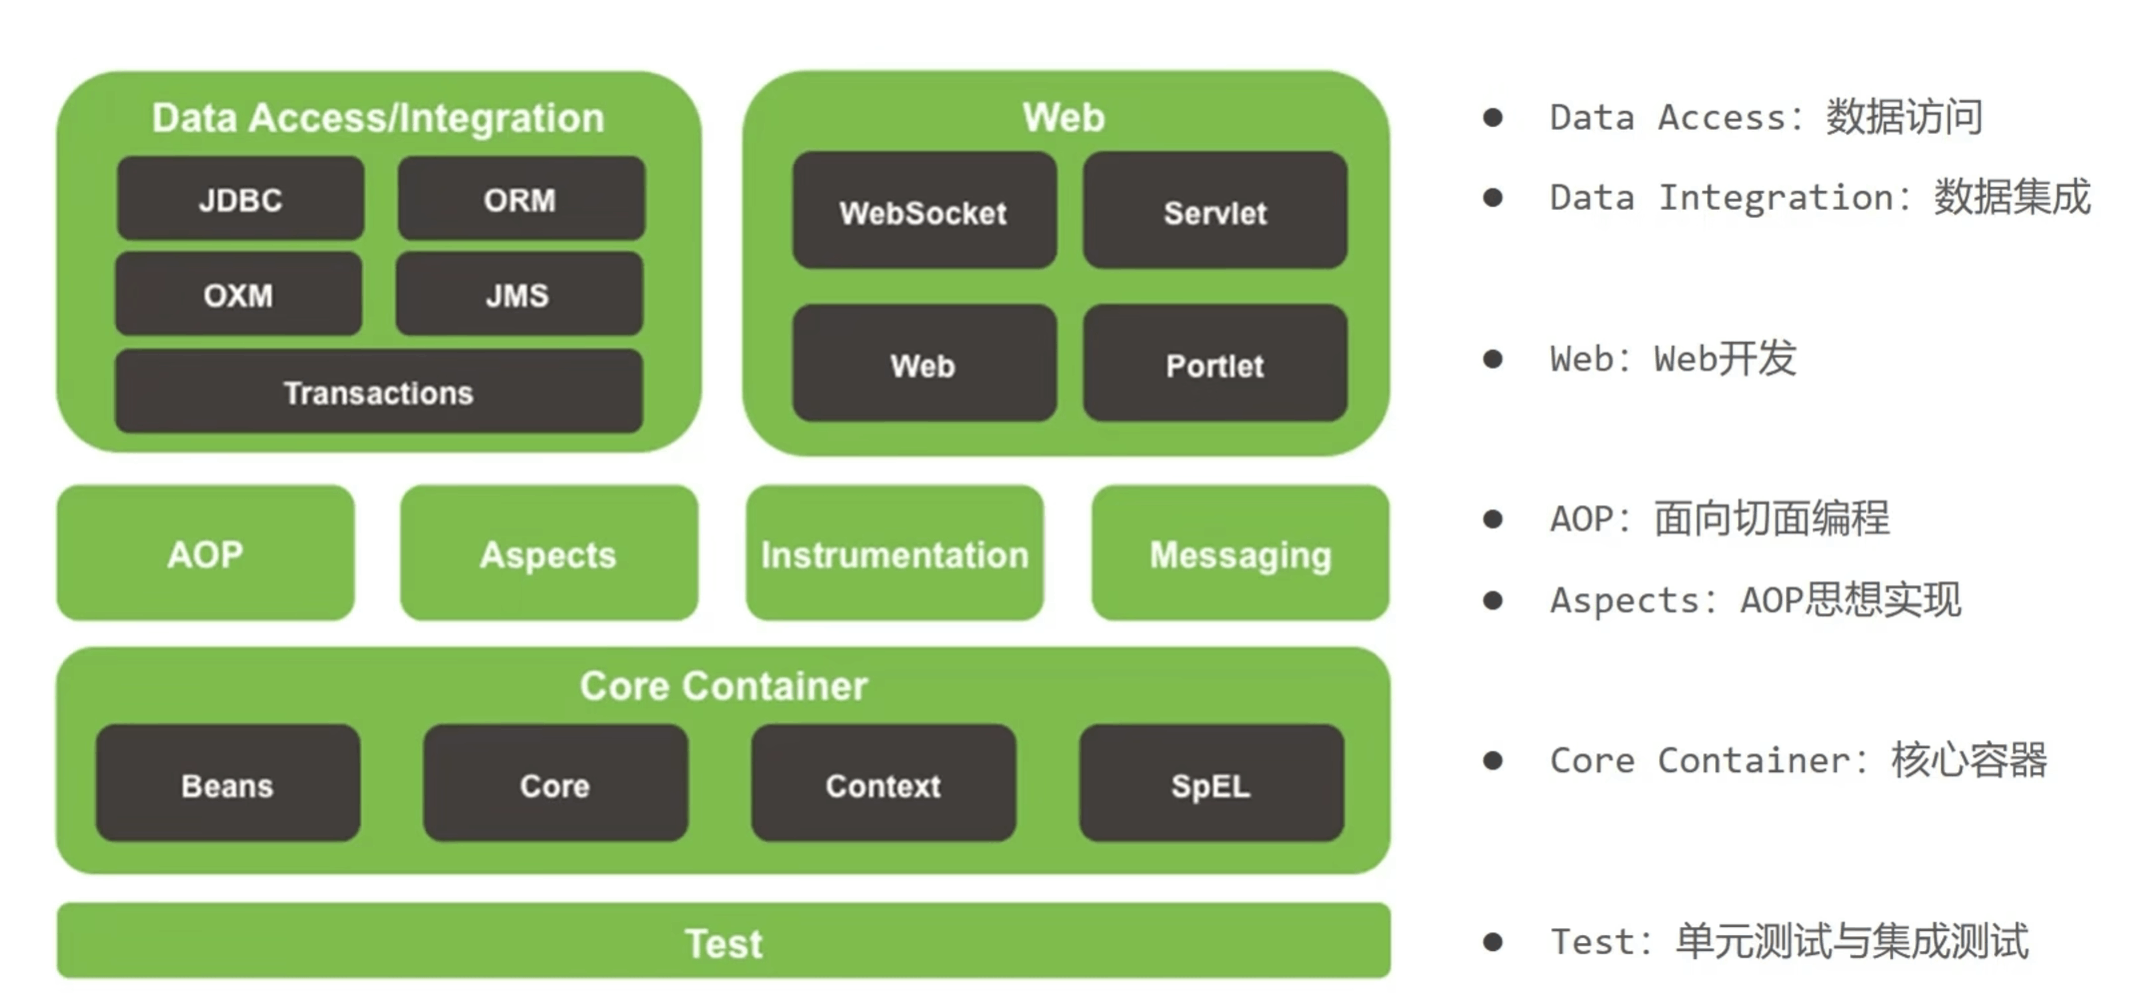 Data Access/Integration
JDBC
ORM
OXM
JMS
Transactions
Web
WebSocket
Servlet
Web
Portlet
AOP
Aspects
Instrumentation
Messaging
Core Container
Beans
Core
Context
SpEL
Test
● Data Access：数据访问
● Data Integration：数据集成
● Web：Web开发
● AOP：面向切面编程
● Aspects：AOP思想实现
● Core Container：核心容器
● Test：单元测试与集成测试